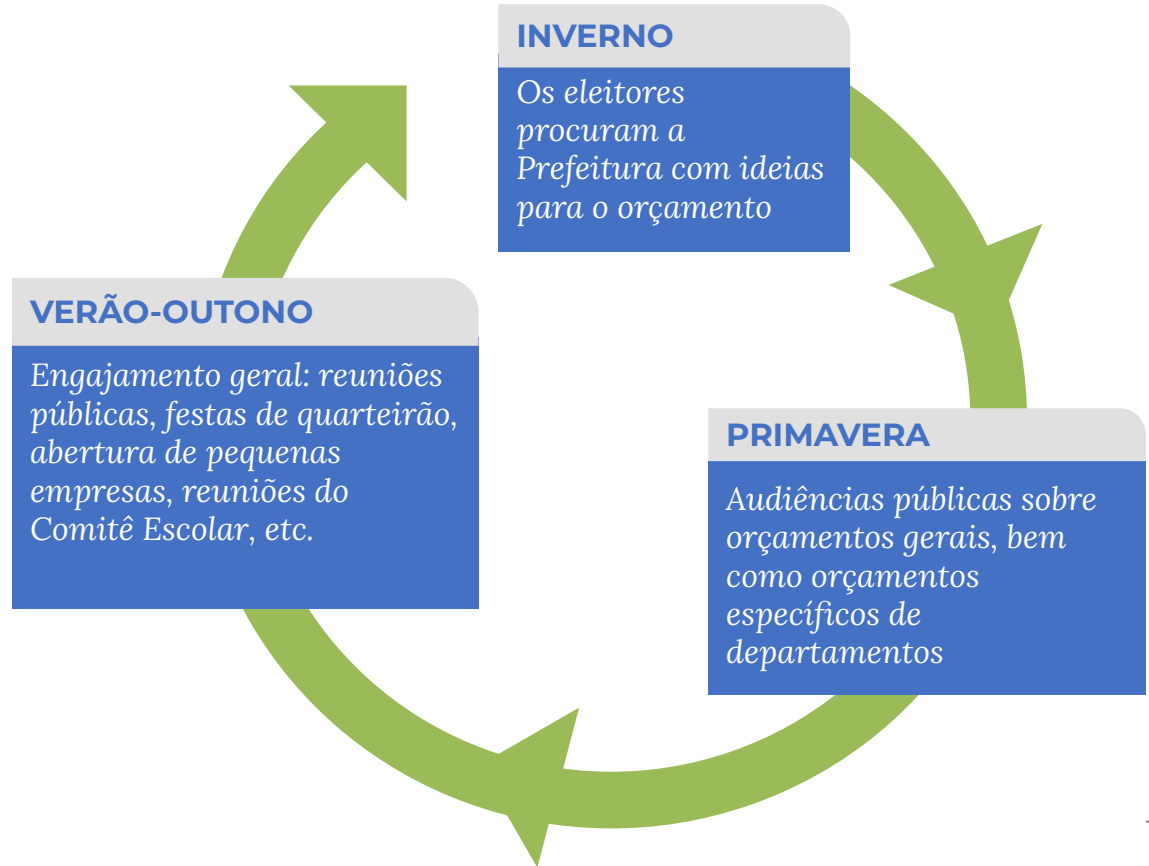 INVERNO
Os eleitores
procuram a
Prefeitura com ideias
para o orçamento
VERÃO-OUTONO
Engajamento geral: reuniões
públicas, festas de quarteirão,
abertura de pequenas
empresas, reuniões do
Comitê Escolar, etc.
PRIMAVERA
Audiências públicas sobre
orçamentos gerais, bem
como orçamentos
específicos de
departamentos